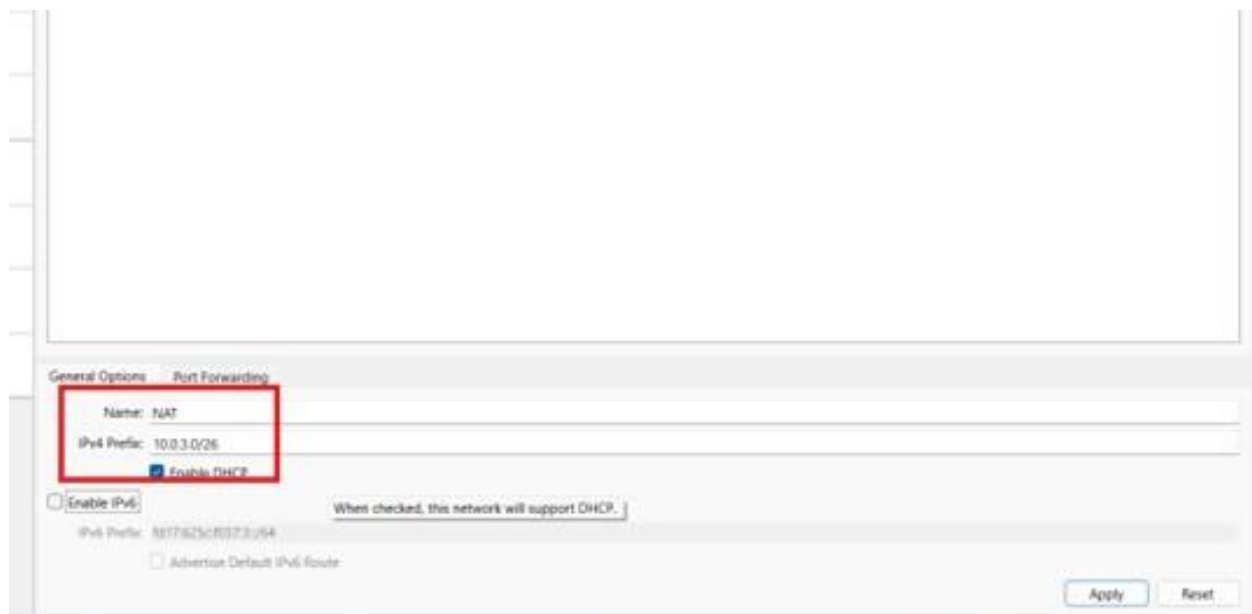 General Options Port Forwarding
Name: NAT
IPv4 Prefix: 10.0.3.0/26
Enable DHCP
Enable IPv6
When checked, this network will support DHCP.
IPv6 Prefix:
Advertise Default IPv6 Route
Apply Reset